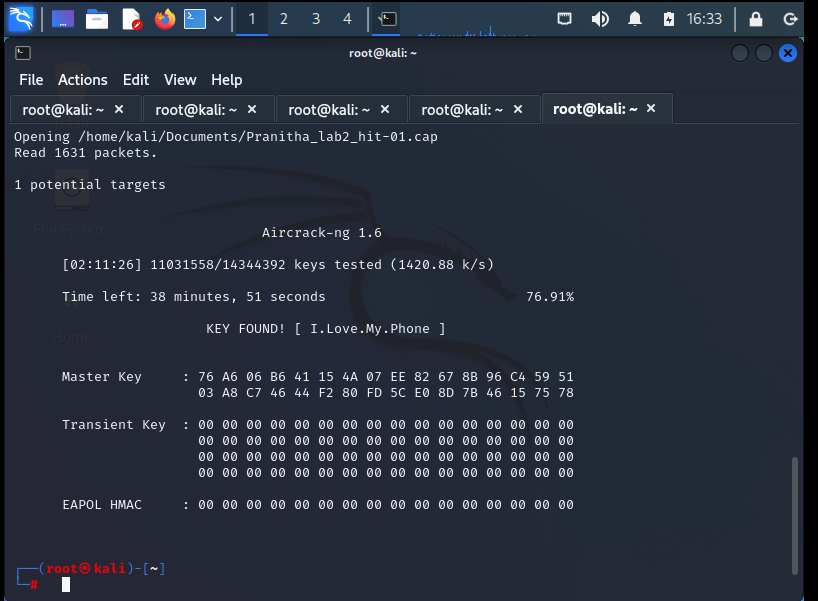 1 2 3 4 16:33
root@kali: ~
File Actions Edit View Help
root@kali: ~ × root@kali: ~ × root@kali: ~ × root@kali: ~ × root@kali: ~ ×
Opening /home/kali/Documents/Pranitha_lab2_hit-01.cap
Read 1631 packets.
1 potential targets
File System
Aircrack-ng 1.6
[02:11:26] 11031558/14344392 keys tested (1420.88 k/s)
Time left: 38 minutes, 51 seconds 76.91%
KEY FOUND! [ I.Love.My.Phone ]
Home
Master Key : 76 A6 06 B6 41 15 4A 07 EE 82 67 8B 96 C4 59 51
03 A8 C7 46 44 F2 80 FD 5C E0 8D 7B 46 15 75 78
Transient Key : 00 00 00 00 00 00 00 00 00 00 00 00 00 00 00 00
00 00 00 00 00 00 00 00 00 00 00 00 00 00 00 00
00 00 00 00 00 00 00 00 00 00 00 00 00 00 00 00
00 00 00 00 00 00 00 00 00 00 00 00 00 00 00 00
EAPOL HMAC : 00 00 00 00 00 00 00 00 00 00 00 00 00 00 00 00
┌──(root㉿kali)-[~]
└─#